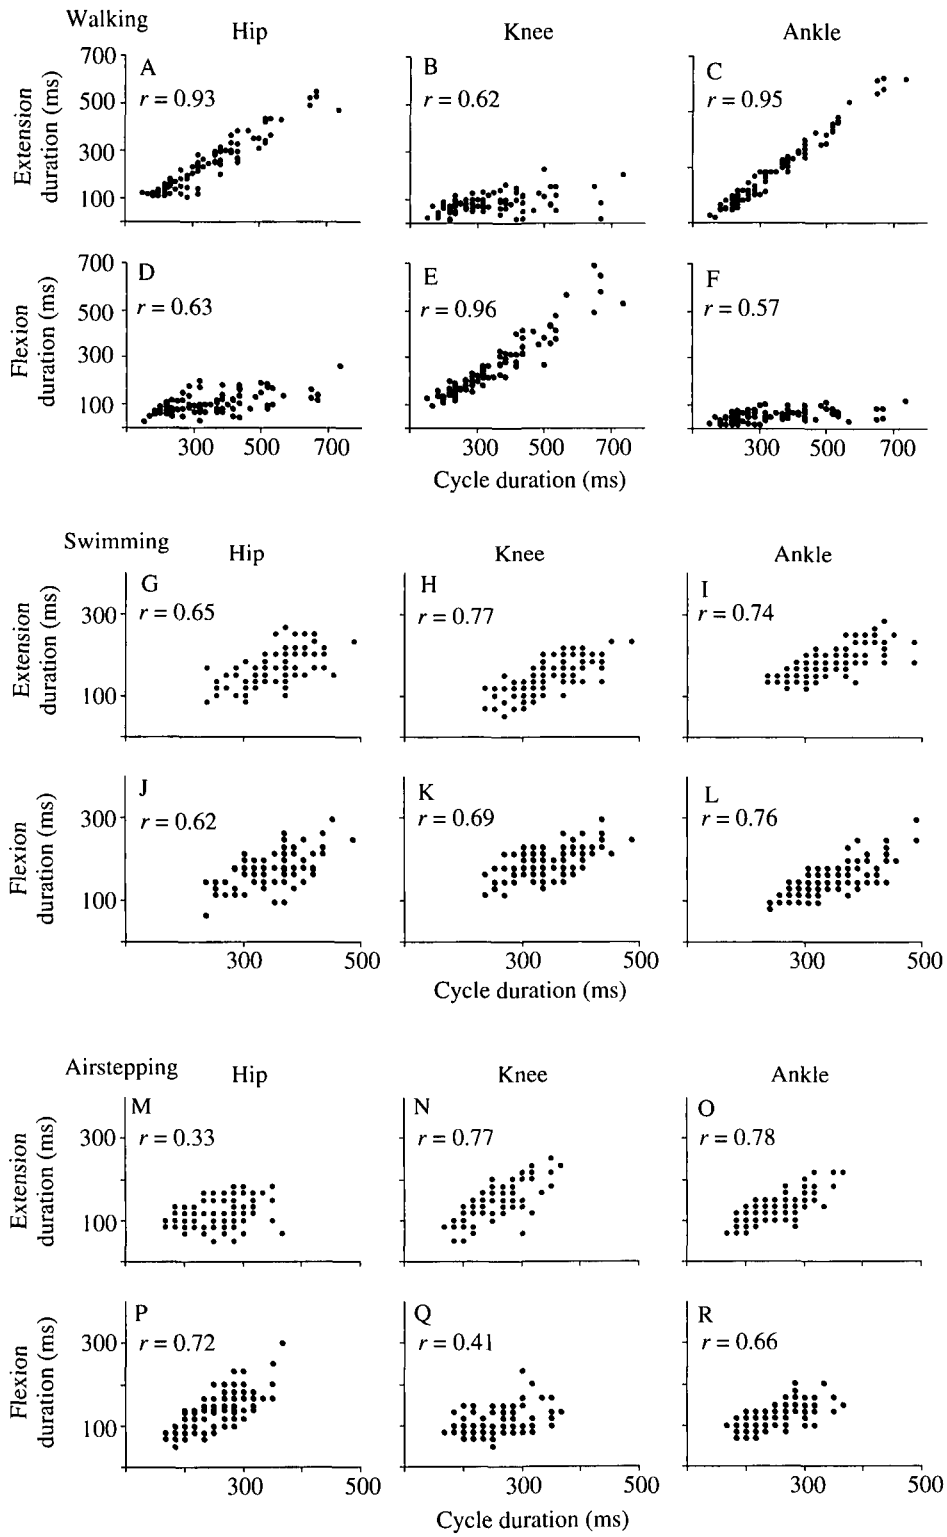 Walking
Hip Knee Ankle
A B C
r = 0.93 r = 0.62 r = 0.95
Extension duration (ms)
700
500
300
100
D E F
r = 0.63 r = 0.96 r = 0.57
Flexion duration (ms)
700
500
300
100
300 500 700 300 500 700 300 500 700
Cycle duration (ms)
Swimming
Hip Knee Ankle
G H I
r = 0.65 r = 0.77 r = 0.74
Extension duration (ms)
300
100
J K L
r = 0.62 r = 0.69 r = 0.76
Flexion duration (ms)
300
100
300 500 300 500 300 500
Cycle duration (ms)
Airstepping
Hip Knee Ankle
M N O
r = 0.33 r = 0.77 r = 0.78
Extension duration (ms)
300
100
P Q R
r = 0.72 r = 0.41 r = 0.66
Flexion duration (ms)
300
100
300 500 300 500 300 500
Cycle duration (ms)